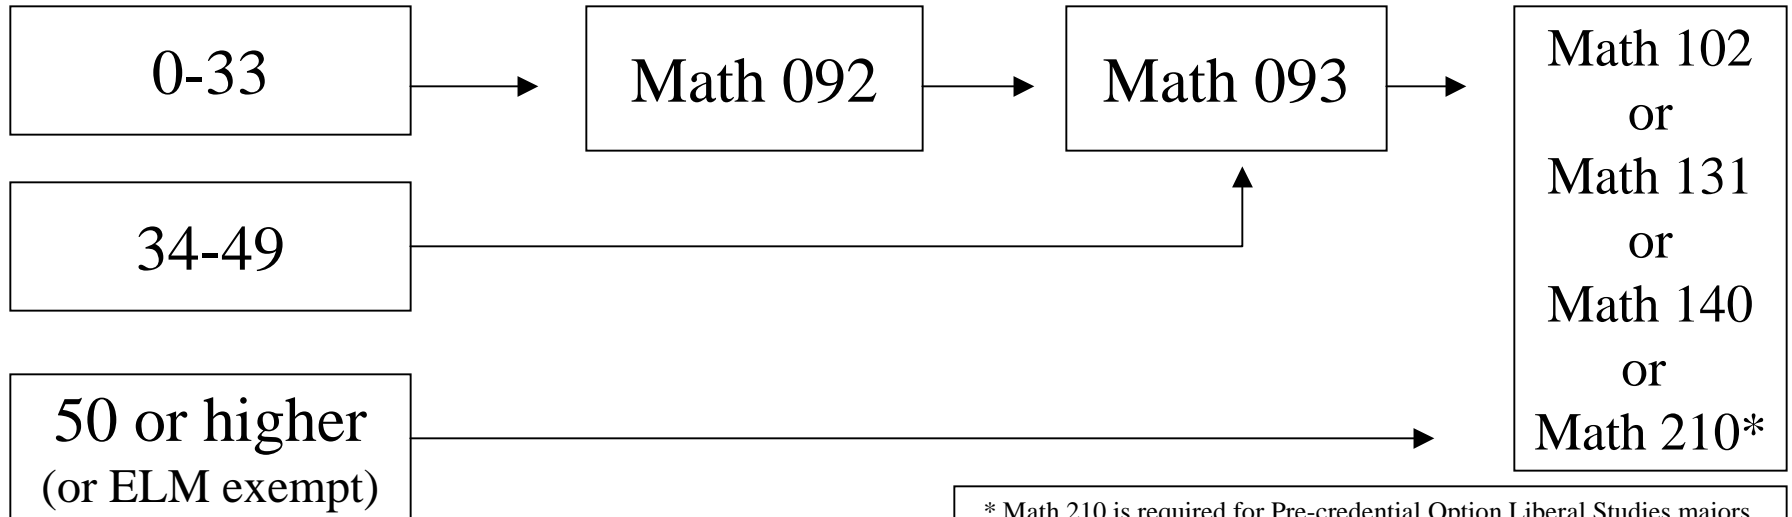 0-33
Math 092
Math 093
Math 102
or
Math 131
or
Math 140
or
Math 210*
34-49
50 or higher
(or ELM exempt)
* Math 210 is required for Pre-credential Option Liberal Studies majors